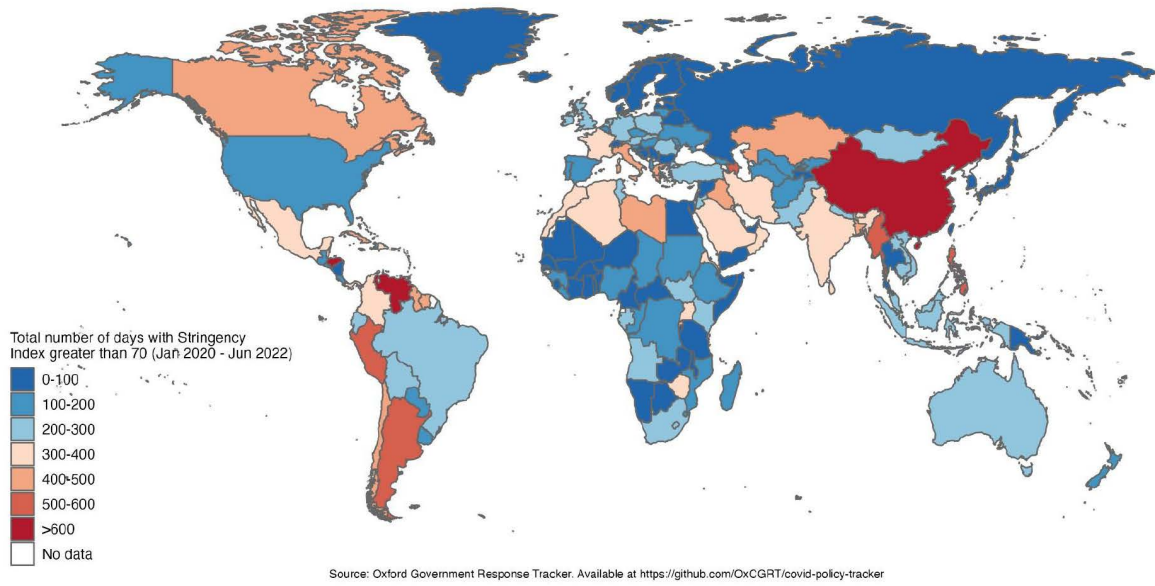 Total number of days with Stringency
Index greater than 70 (Jan 2020 - Jun 2022)
0-100
100-200
200-300
300-400
400-500
500-600
>600
No data
Source: Oxford Government Response Tracker. Available at https://github.com/OxCGRT/covid-policy-tracker